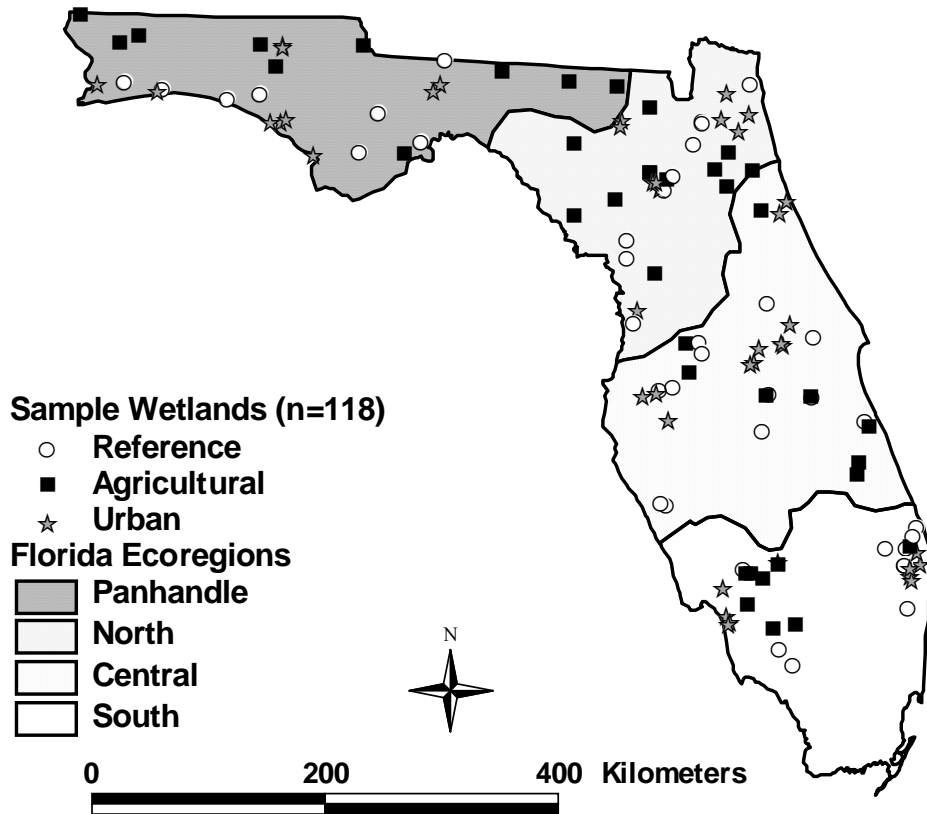 Sample Wetlands (n=118)
Reference
Agricultural
Urban
Florida Ecoregions
Panhandle
North
Central
South
N
0 200 400 Kilometers